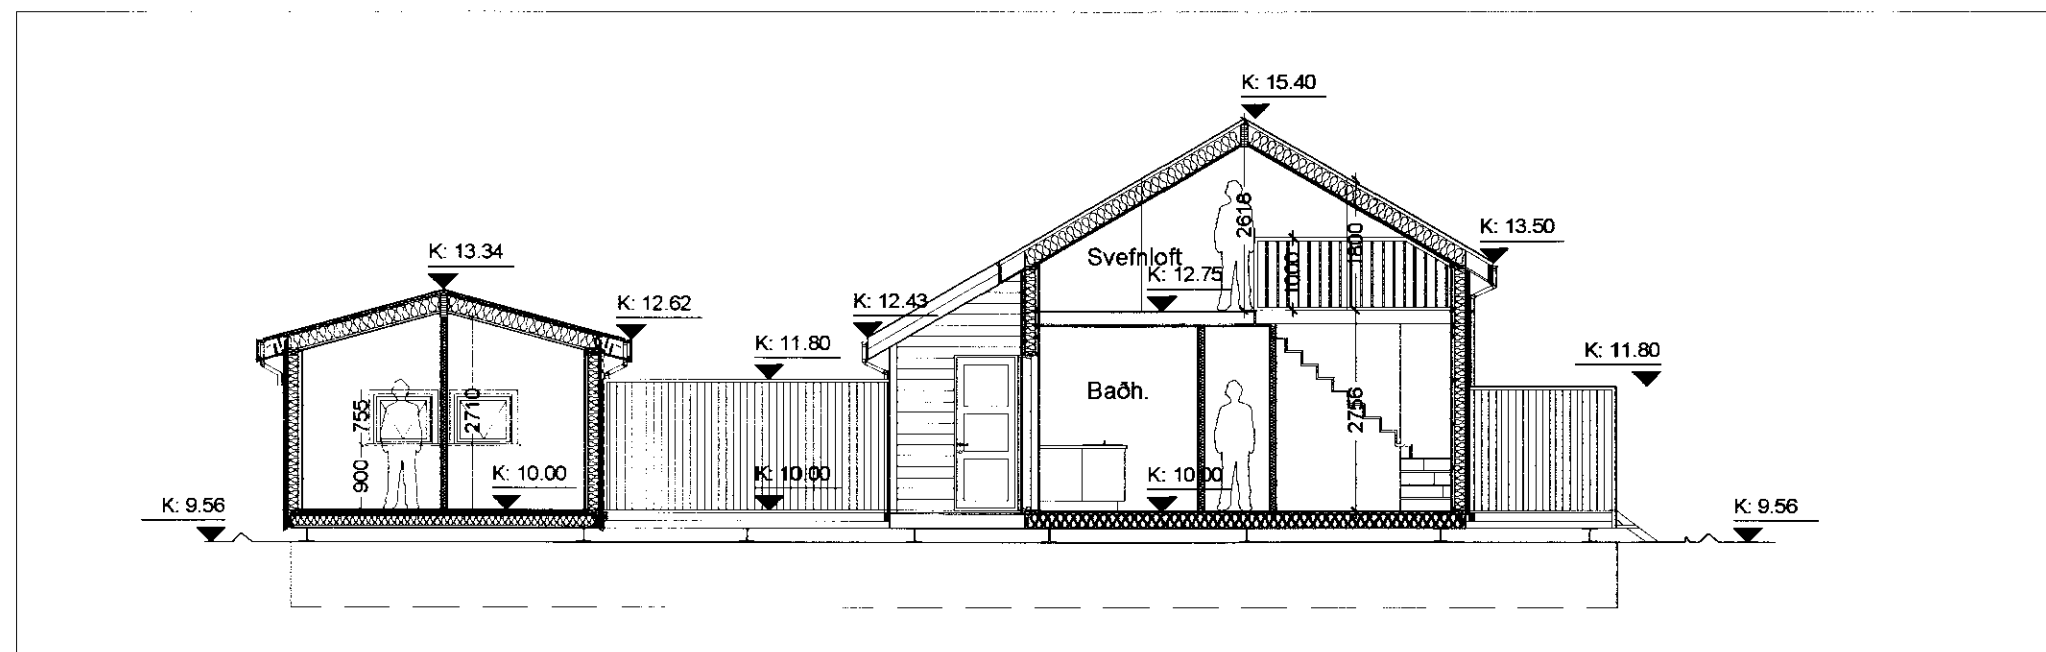 K: 15.40
K: 13.50
K: 13.34
Svefnloft
2618
1800
1000
K: 12.75
K: 12.62
K: 12.43
K: 11.80
K: 11.80
Baðh.
755
2710
2756
900
K: 10.00
K: 10.00
K: 10.00
K: 9.56
K: 9.56